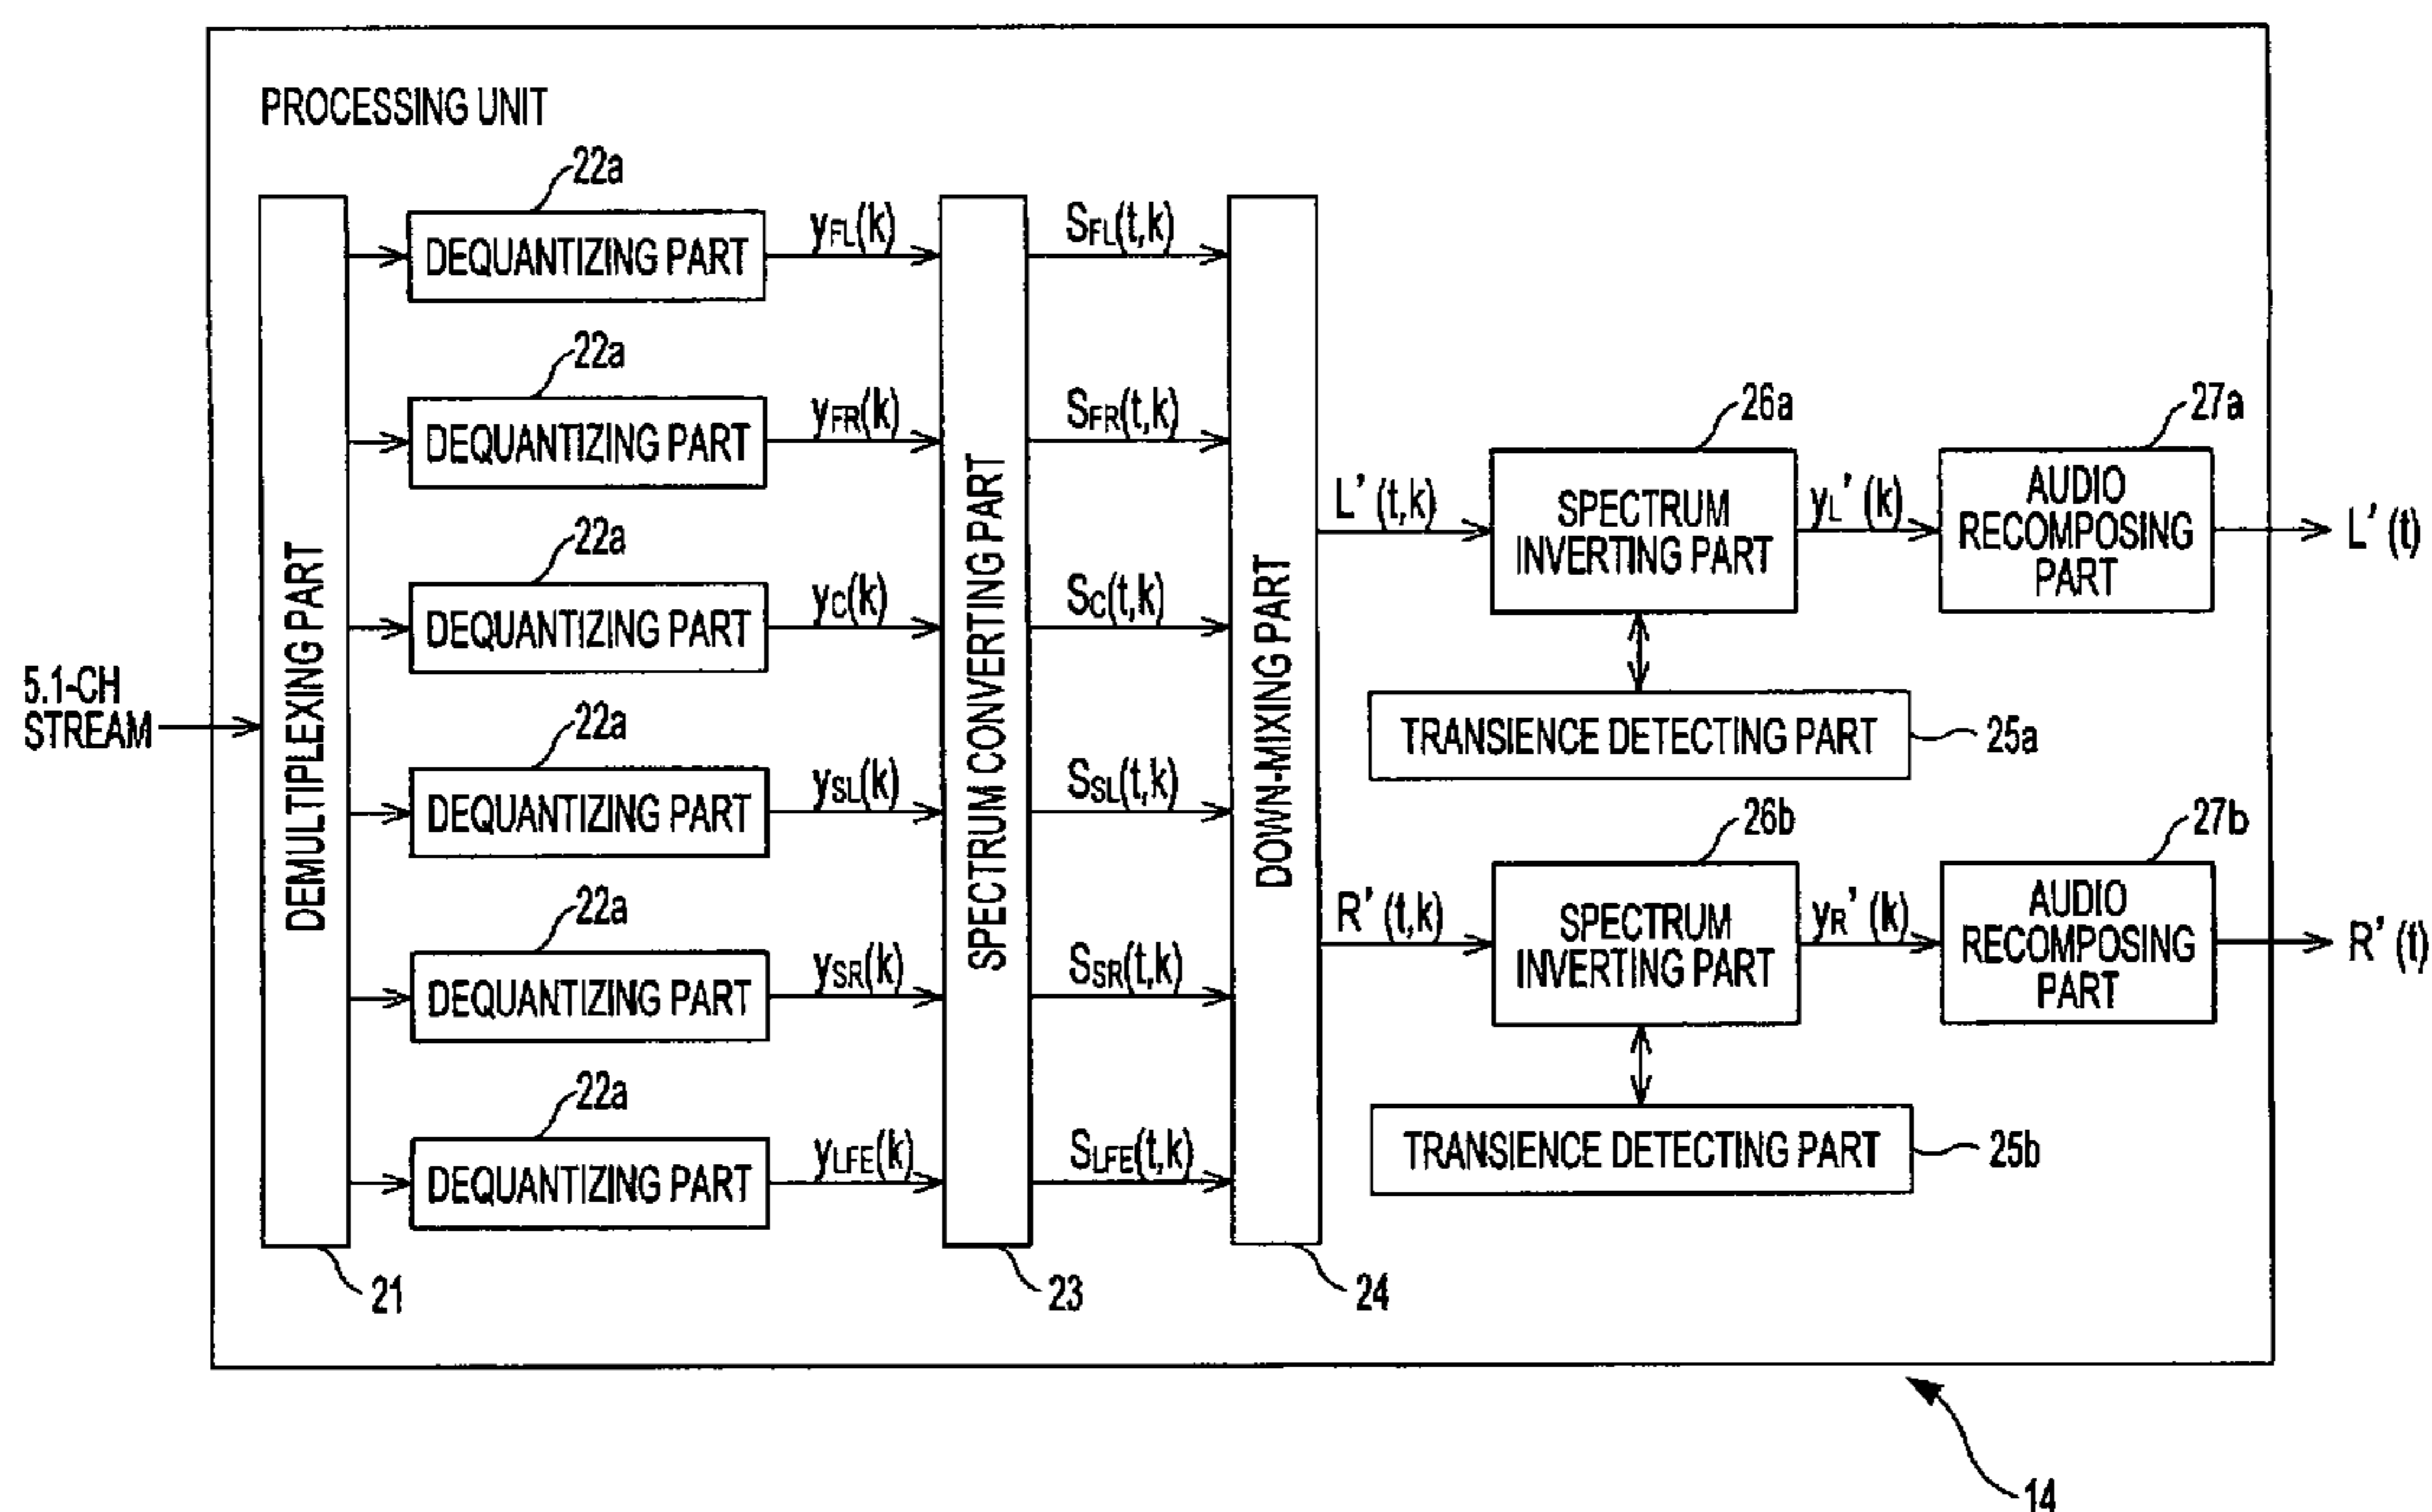 PROCESSING UNIT
5.1-CH
STREAM
DEMULTIPLEXING PART
21
22a
DEQUANTIZING PART
yFL(k)
22a
DEQUANTIZING PART
yFR(k)
22a
DEQUANTIZING PART
yC(k)
22a
DEQUANTIZING PART
ySL(k)
22a
DEQUANTIZING PART
ySR(k)
22a
DEQUANTIZING PART
yLFE(k)
SPECTRUM CONVERTING PART
23
SFL(t,k)
SFR(t,k)
SC(t,k)
SSL(t,k)
SSR(t,k)
SLFE(t,k)
DOWN-MIXING PART
24
L'(t,k)
26a
SPECTRUM
INVERTING PART
yL'(k)
27a
AUDIO
RECOMPOSING
PART
L'(t)
TRANSIENCE DETECTING PART
25a
R'(t,k)
26b
SPECTRUM
INVERTING PART
yR'(k)
27b
AUDIO
RECOMPOSING
PART
R'(t)
TRANSIENCE DETECTING PART
25b
14